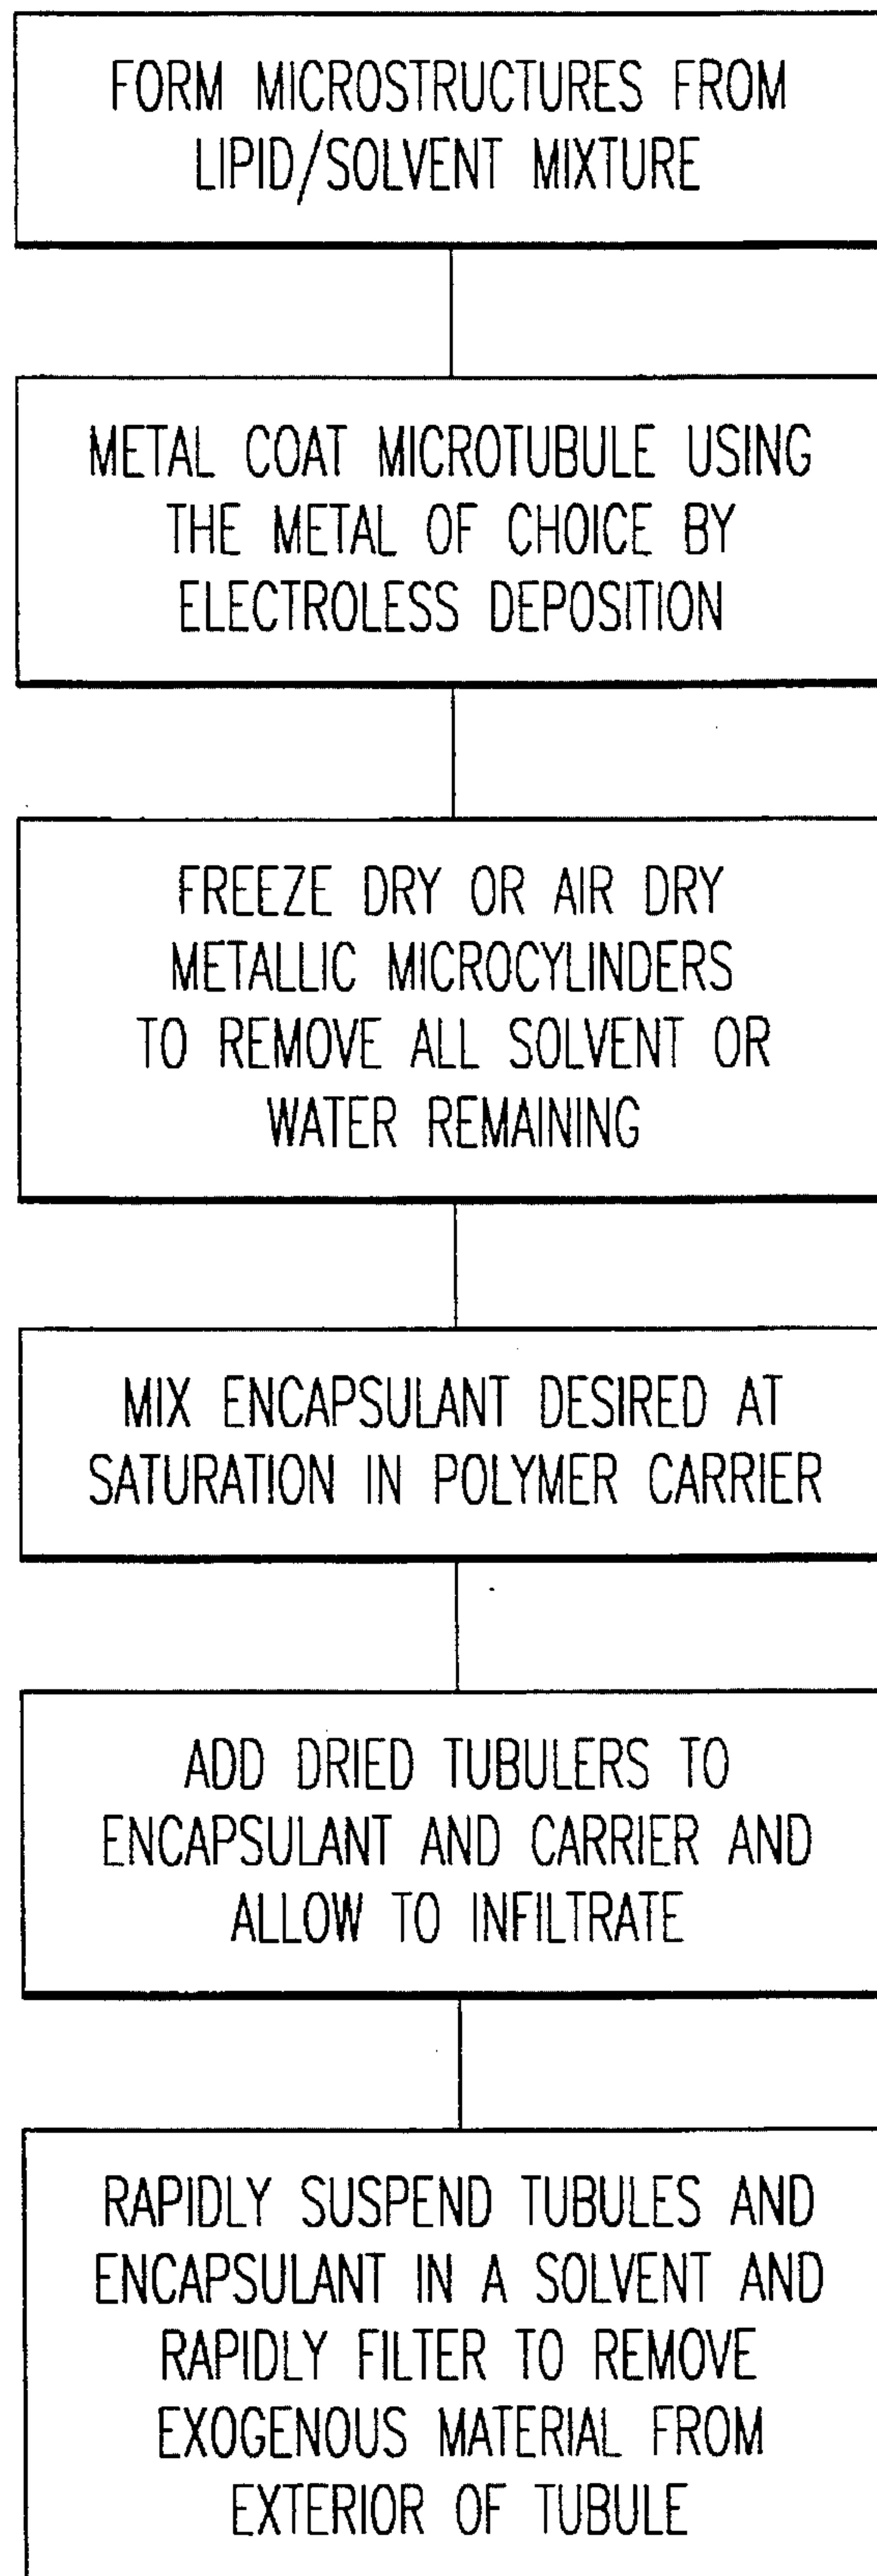 FORM MICROSTRUCTURES FROM
LIPID/SOLVENT MIXTURE
METAL COAT MICROTUBULE USING
THE METAL OF CHOICE BY
ELECTROLESS DEPOSITION
FREEZE DRY OR AIR DRY
METALLIC MICROCYLINDERS
TO REMOVE ALL SOLVENT OR
WATER REMAINING
MIX ENCAPSULANT DESIRED AT
SATURATION IN POLYMER CARRIER
ADD DRIED TUBULERS TO
ENCAPSULANT AND CARRIER AND
ALLOW TO INFILTRATE
RAPIDLY SUSPEND TUBULES AND
ENCAPSULANT IN A SOLVENT AND
RAPIDLY FILTER TO REMOVE
EXOGENOUS MATERIAL FROM
EXTERIOR OF TUBULE